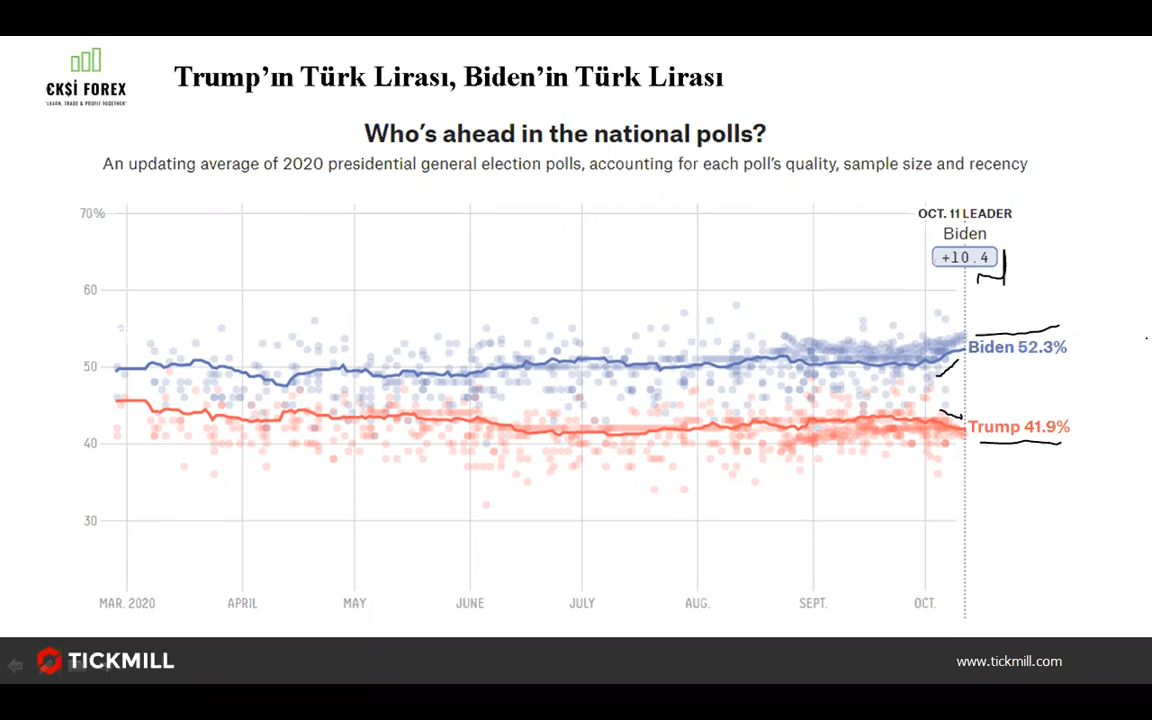 ЄK$İ FOREX
"LEARN, TRADE & PROFIT TOGETHER"
Trump’ın Türk Lirası, Biden’in Türk Lirası
Who’s ahead in the national polls?
An updating average of 2020 presidential general election polls, accounting for each poll’s quality, sample size and recency
70%
OCT. 11 LEADER
Biden
+10.4
60
Biden 52.3%
50
Trump 41.9%
40
30
MAR. 2020 APRIL MAY JUNE JULY AUG. SEPT. OCT.
TICKMILL
www.tickmill.com